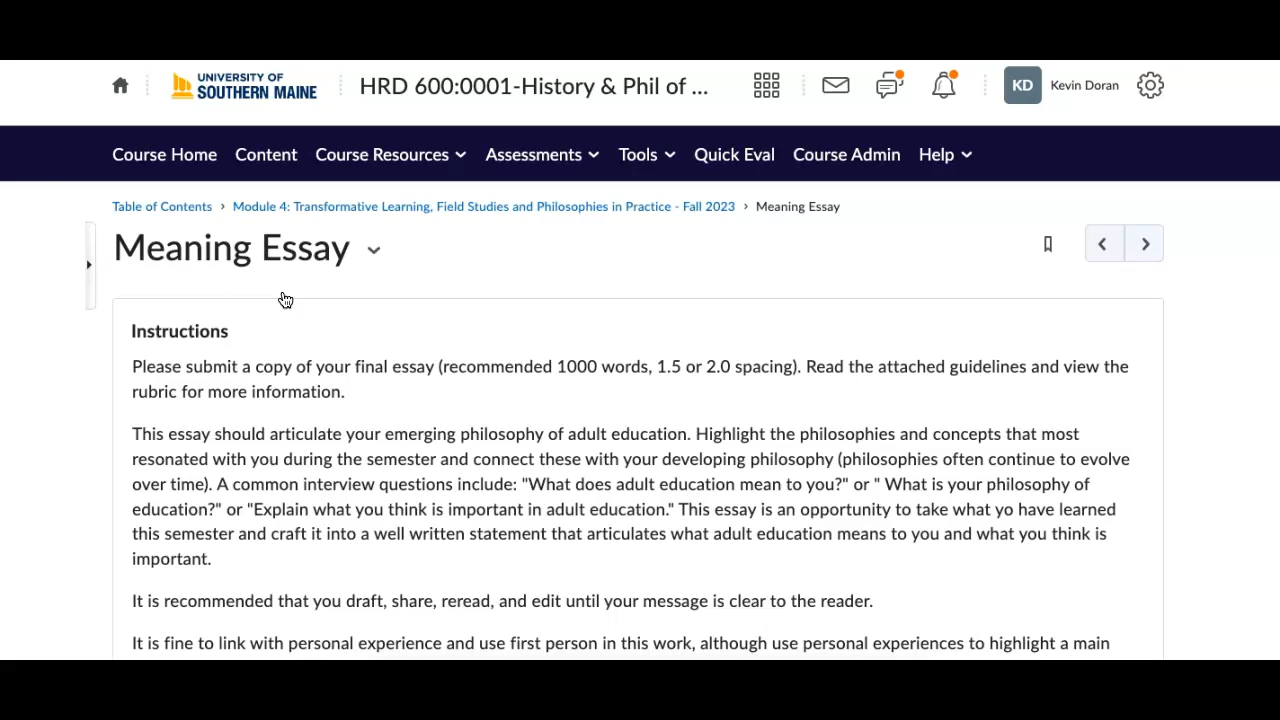 UNIVERSITY OF
SOUTHERN MAINE
HRD 600:0001-History & Phil of ...
KD
Kevin Doran
Course Home Content Course Resources Assessments Tools Quick Eval Course Admin Help
Table of Contents › Module 4: Transformative Learning, Field Studies and Philosophies in Practice - Fall 2023 › Meaning Essay
Meaning Essay
Instructions
Please submit a copy of your final essay (recommended 1000 words, 1.5 or 2.0 spacing). Read the attached guidelines and view the
rubric for more information.
This essay should articulate your emerging philosophy of adult education. Highlight the philosophies and concepts that most
resonated with you during the semester and connect these with your developing philosophy (philosophies often continue to evolve
over time). A common interview questions include: "What does adult education mean to you?" or " What is your philosophy of
education?" or "Explain what you think is important in adult education." This essay is an opportunity to take what yo have learned
this semester and craft it into a well written statement that articulates what adult education means to you and what you think is
important.
It is recommended that you draft, share, reread, and edit until your message is clear to the reader.
It is fine to link with personal experience and use first person in this work, although use personal experiences to highlight a main